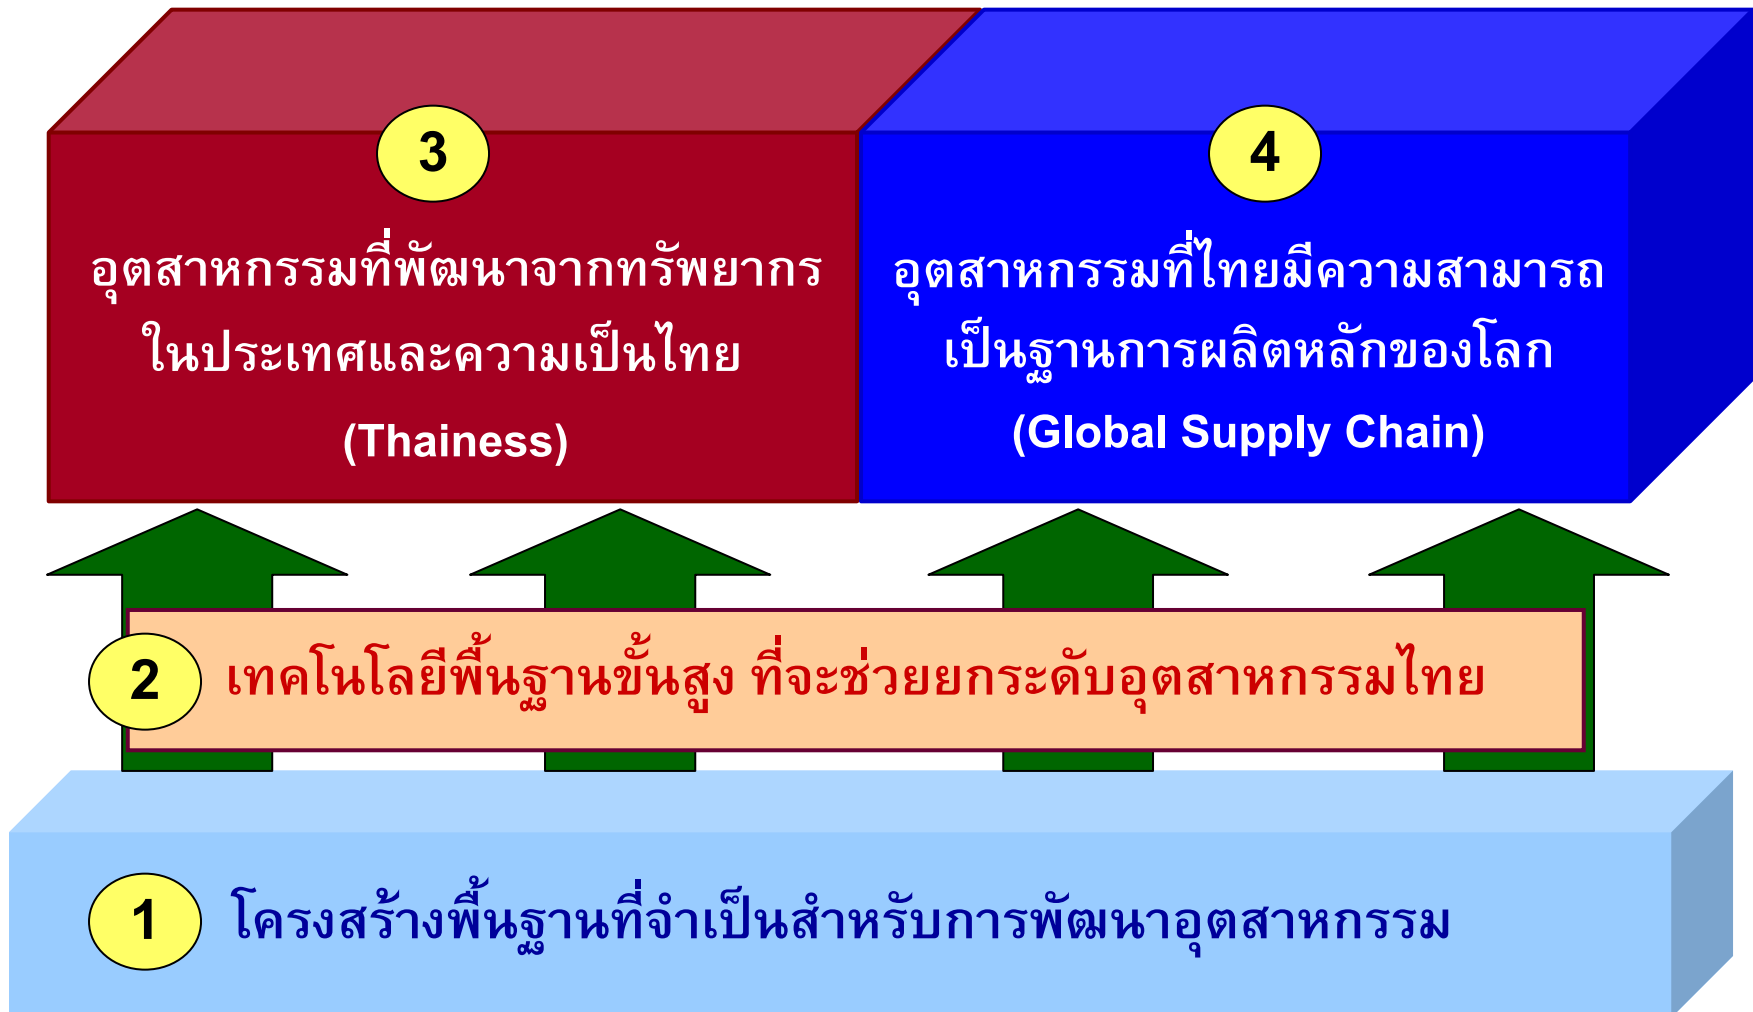 3
อุตสาหกรรมที่พัฒนาจากทรัพยากร
ในประเทศและความเป็นไทย
(Thainess)
4
อุตสาหกรรมที่ไทยมีความสามารถ
เป็นฐานการผลิตหลักของโลก
(Global Supply Chain)
2 เทคโนโลยีพื้นฐานขั้นสูง ที่จะช่วยยกระดับอุตสาหกรรมไทย
1 โครงสร้างพื้นฐานที่จำเป็นสำหรับการพัฒนาอุตสาหกรรม